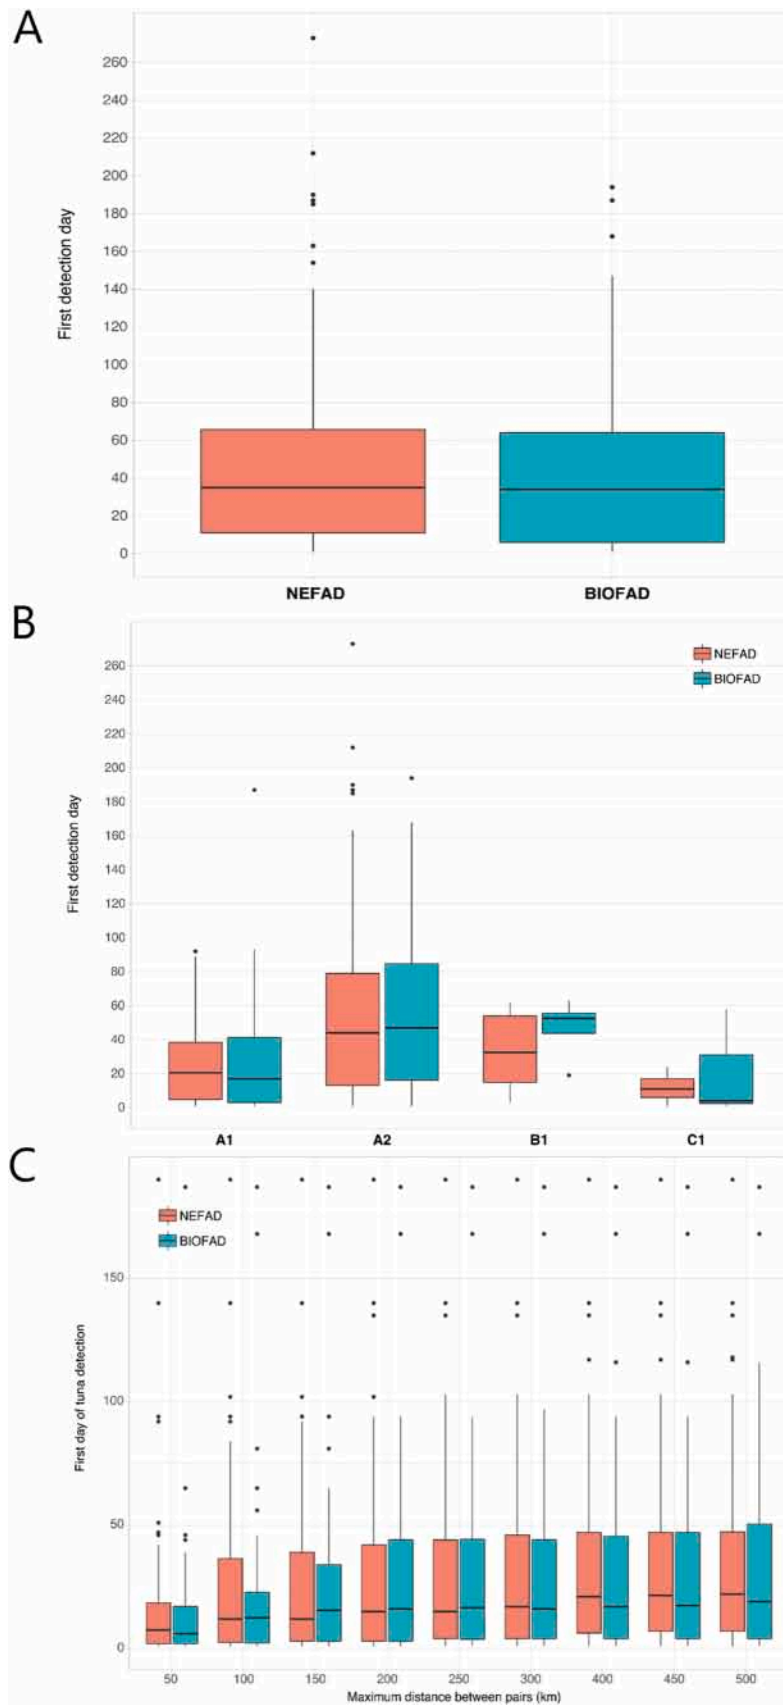 A
260
240
220
200
180
160
140
120
100
80
60
40
20
0
First detection day
NEFAD BIOFAD
B
NEFAD
BIOFAD
260
240
220
200
180
160
140
120
100
80
60
40
20
0
First detection day
A1 A2 B1 C1
C
NEFAD
BIOFAD
150
100
50
0
First day of tuna detection
50 100 150 200 250 300 400 450 500
Maximum distance between pairs (km)